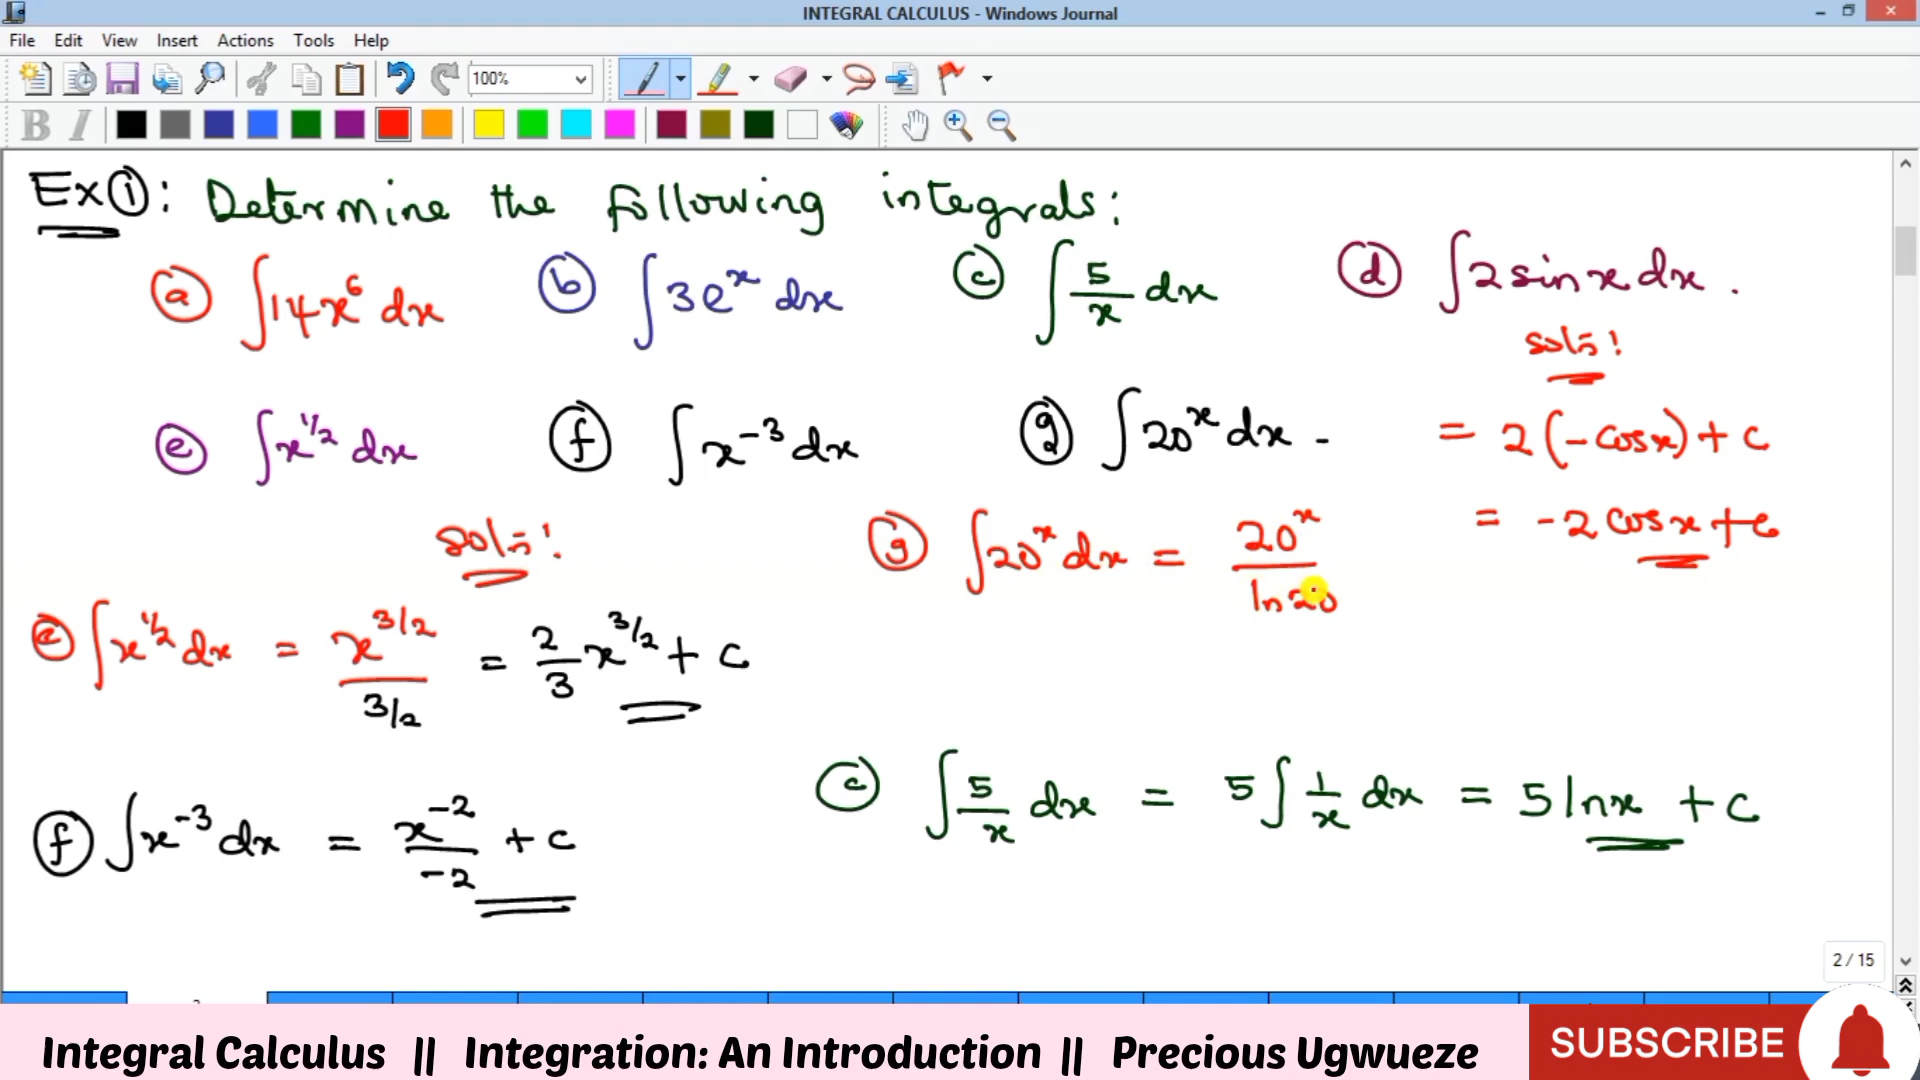 INTEGRAL CALCULUS - Windows Journal
File Edit View Insert Actions Tools Help
100%
B I
Ex①: Determine the following integrals:
ⓐ ∫14x⁶ dx ⓑ ∫3eˣ dx ⓒ ∫5/x dx ⓓ ∫2sinx dx.
soln!
ⓔ ∫x^1/2 dx ⓕ ∫x⁻³ dx ⓖ ∫20ˣ dx - = 2(-cosx)+c
= -2cosx+c
soln! ⓖ ∫20ˣ dx = 20ˣ/ln20
ⓔ ∫x^1/2 dx = x^3/2 / 3/2 = 2/3 x^3/2 + c
ⓒ ∫5/x dx = 5∫1/x dx = 5lnx + c
ⓕ ∫x⁻³ dx = x⁻²/-2 + c
2 / 15
Integral Calculus || Integration: An Introduction || Precious Ugwueze
SUBSCRIBE